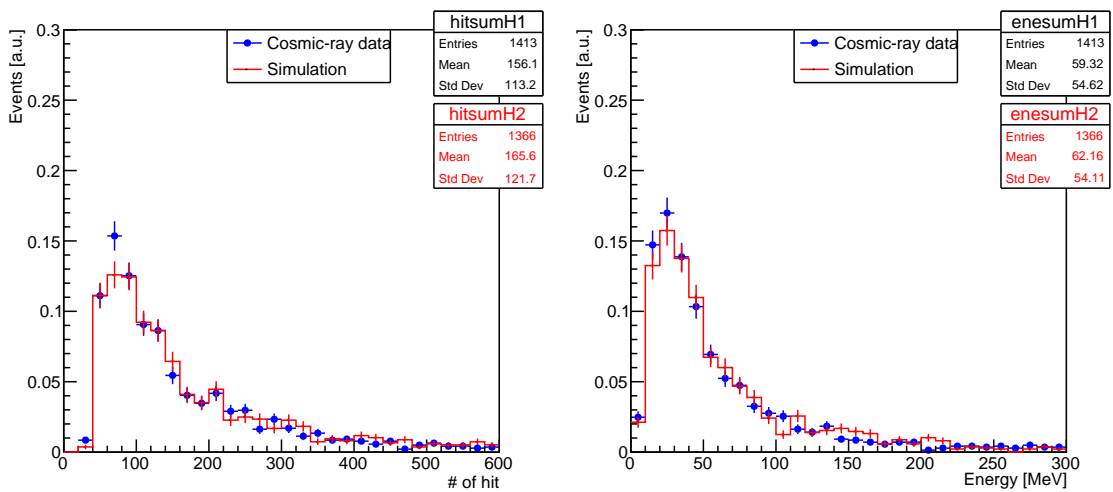 Events [a.u.]
0.3
0.25
0.2
0.15
0.1
0.05
0
0 100 200 300 400 500 600
# of hit
Cosmic-ray data
Simulation
hitsumH1
Entries 1413
Mean 156.1
Std Dev 113.2
hitsumH2
Entries 1366
Mean 165.6
Std Dev 121.7
Events [a.u.]
0.3
0.25
0.2
0.15
0.1
0.05
0
0 50 100 150 200 250 300
Energy [MeV]
Cosmic-ray data
Simulation
enesumH1
Entries 1413
Mean 59.32
Std Dev 54.62
enesumH2
Entries 1366
Mean 62.16
Std Dev 54.11